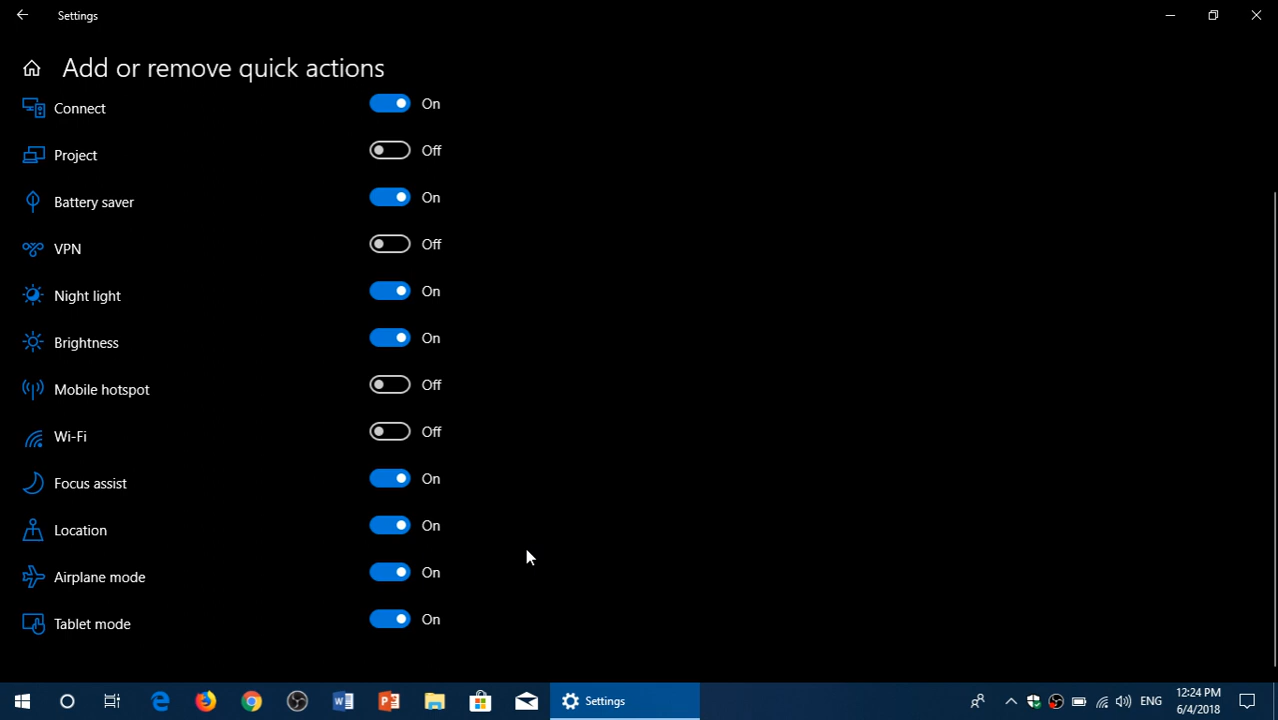 Settings
Add or remove quick actions
Connect On
Project Off
Battery saver On
VPN Off
Night light On
Brightness On
Mobile hotspot Off
Wi-Fi Off
Focus assist On
Location On
Airplane mode On
Tablet mode On
Settings
ENG
12:24 PM
6/4/2018